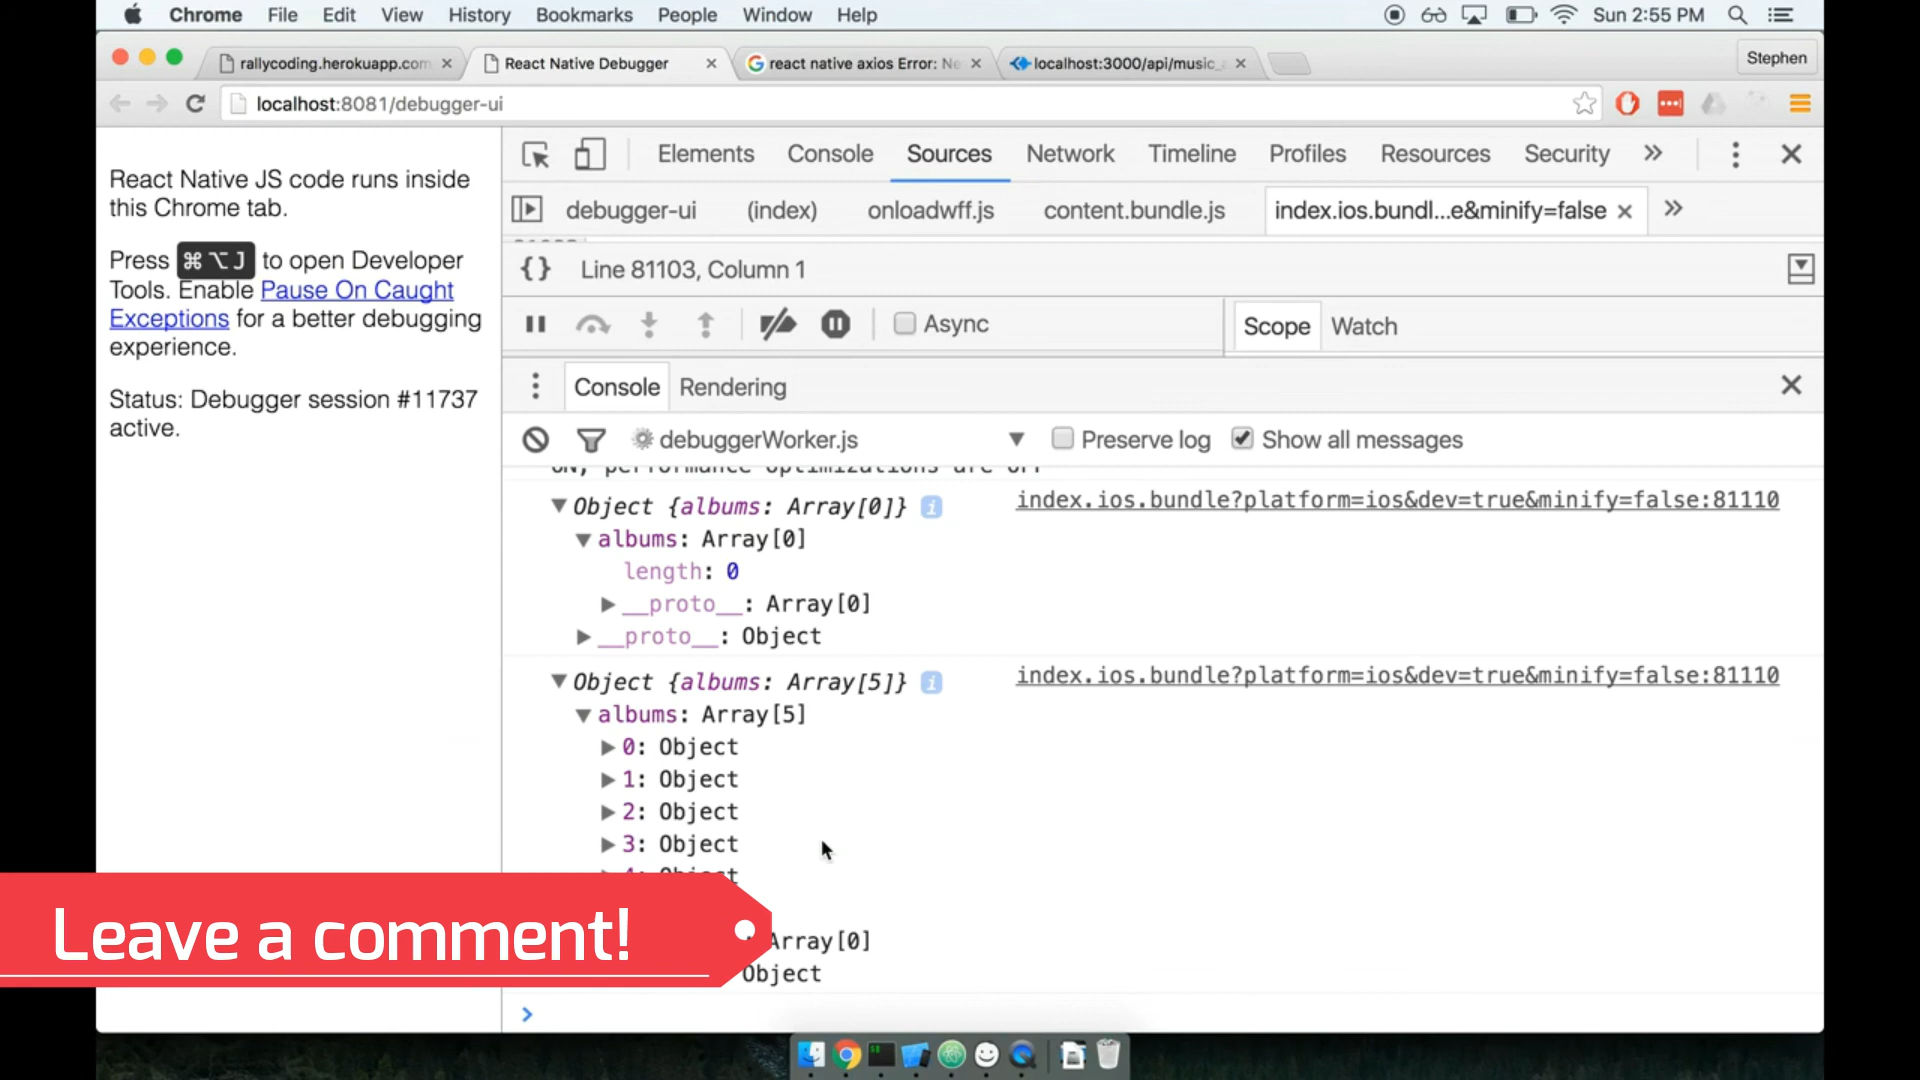 Chrome File Edit View History Bookmarks People Window Help Sun 2:55 PM
rallycoding.herokuapp.com React Native Debugger react native axios Error: Ne localhost:3000/api/music_ Stephen
localhost:8081/debugger-ui
React Native JS code runs inside
this Chrome tab.
Press ⌘⌥J to open Developer
Tools. Enable Pause On Caught
Exceptions for a better debugging
experience.
Status: Debugger session #11737
active.
Elements Console Sources Network Timeline Profiles Resources Security »
debugger-ui (index) onloadwff.js content.bundle.js index.ios.bundl...e&minify=false × »
{} Line 81103, Column 1
Async Scope Watch
Console Rendering
debuggerWorker.js Preserve log Show all messages
ON, performance optimizations are off
Object {albums: Array[0]} index.ios.bundle?platform=ios&dev=true&minify=false:81110
albums: Array[0]
length: 0
__proto__: Array[0]
__proto__: Object
Object {albums: Array[5]} index.ios.bundle?platform=ios&dev=true&minify=false:81110
albums: Array[5]
0: Object
1: Object
2: Object
3: Object
Leave a comment!
Array[0]
Object